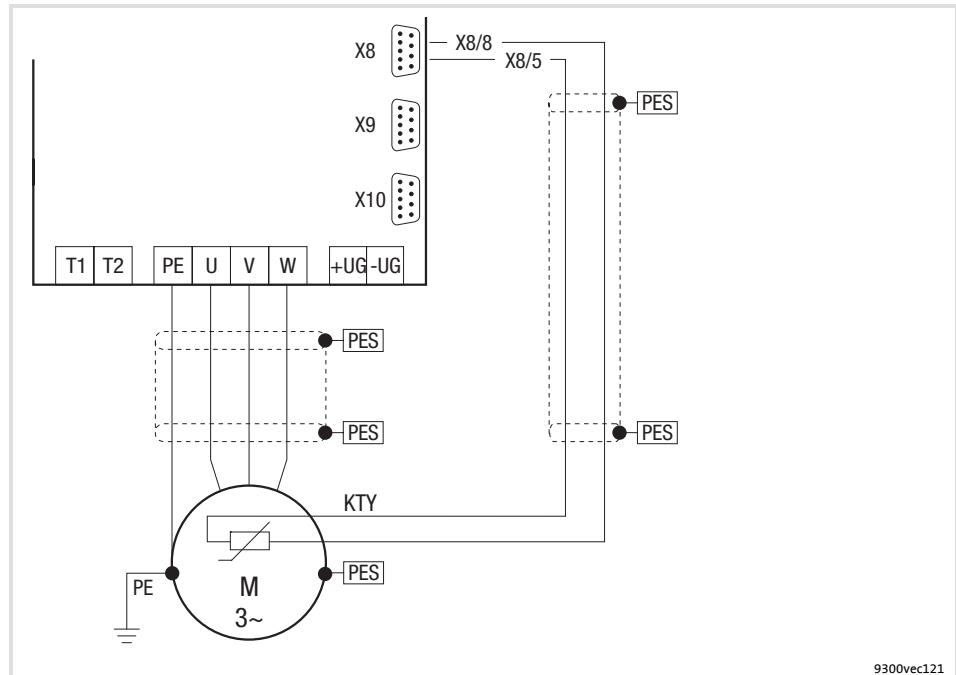 X8
X8/8
X8/5
PES
X9
X10
T1 T2 PE U V W +UG -UG
PES
PES
PES
KTY
PE
M
3~
PES
9300vec121